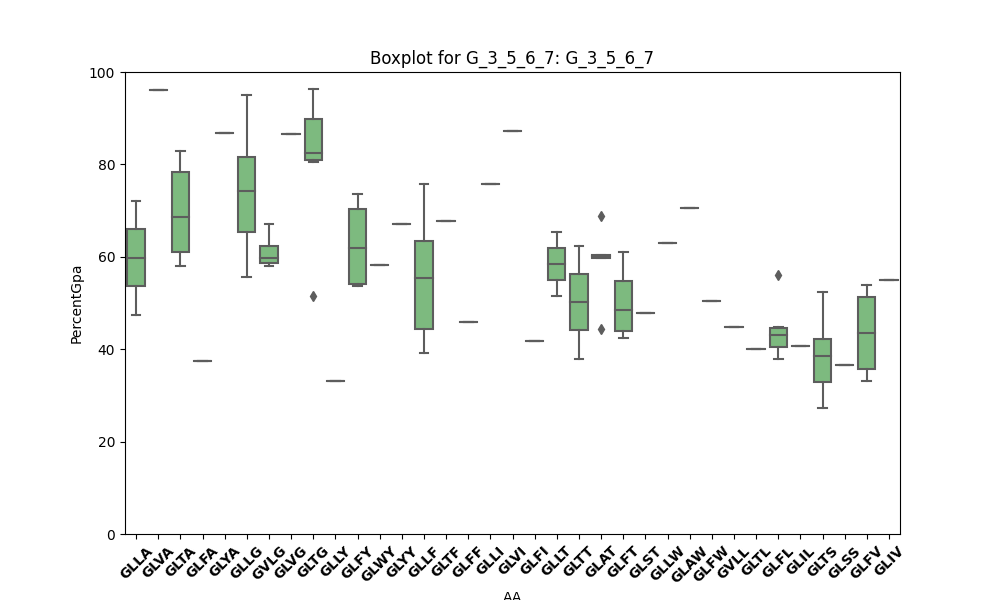 Boxplot for G_3_5_6_7: G_3_5_6_7
100
80
60
40
20
0
PercentGpa
GLLA GLVA GLTA GLFA GLYA GLLG GVLG GLVG GLTG GLLY GLFY GLWY GLYY GLLF GLTF GLFF GLLI GLVI GLFI GLLT GLTT GLAT GLFT GLST GLLW GLAW GLFW GVLL GLTL GLFL GLIL GLTS GLSS GLFV GLIV
AA